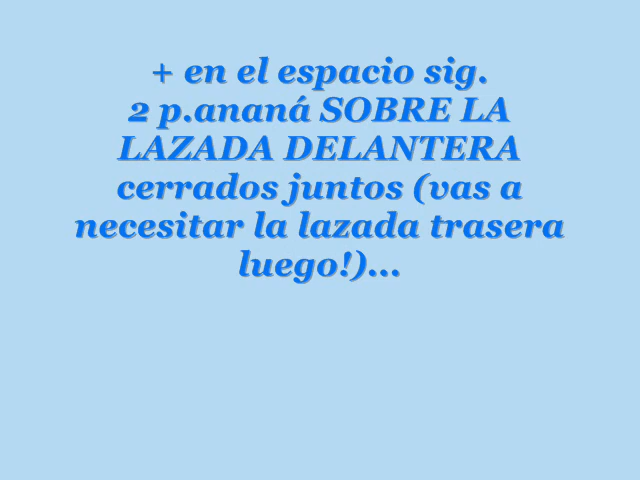 + en el espacio sig.
2 p.ananá SOBRE LA
LAZADA DELANTERA
cerrados juntos (vas a
necesitar la lazada trasera
luego!)...